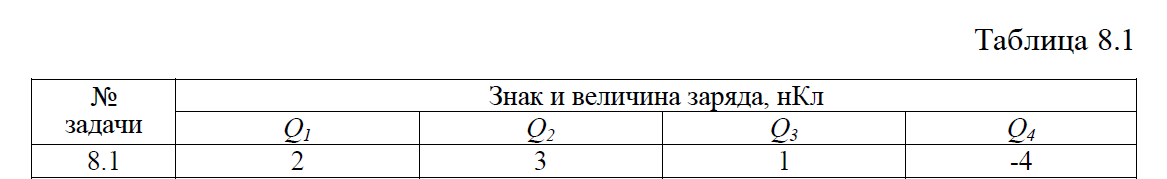 Таблица 8.1
№ задачи Знак и величина заряда, нКл
Q1 Q2 Q3 Q4
8.1 2 3 1 -4